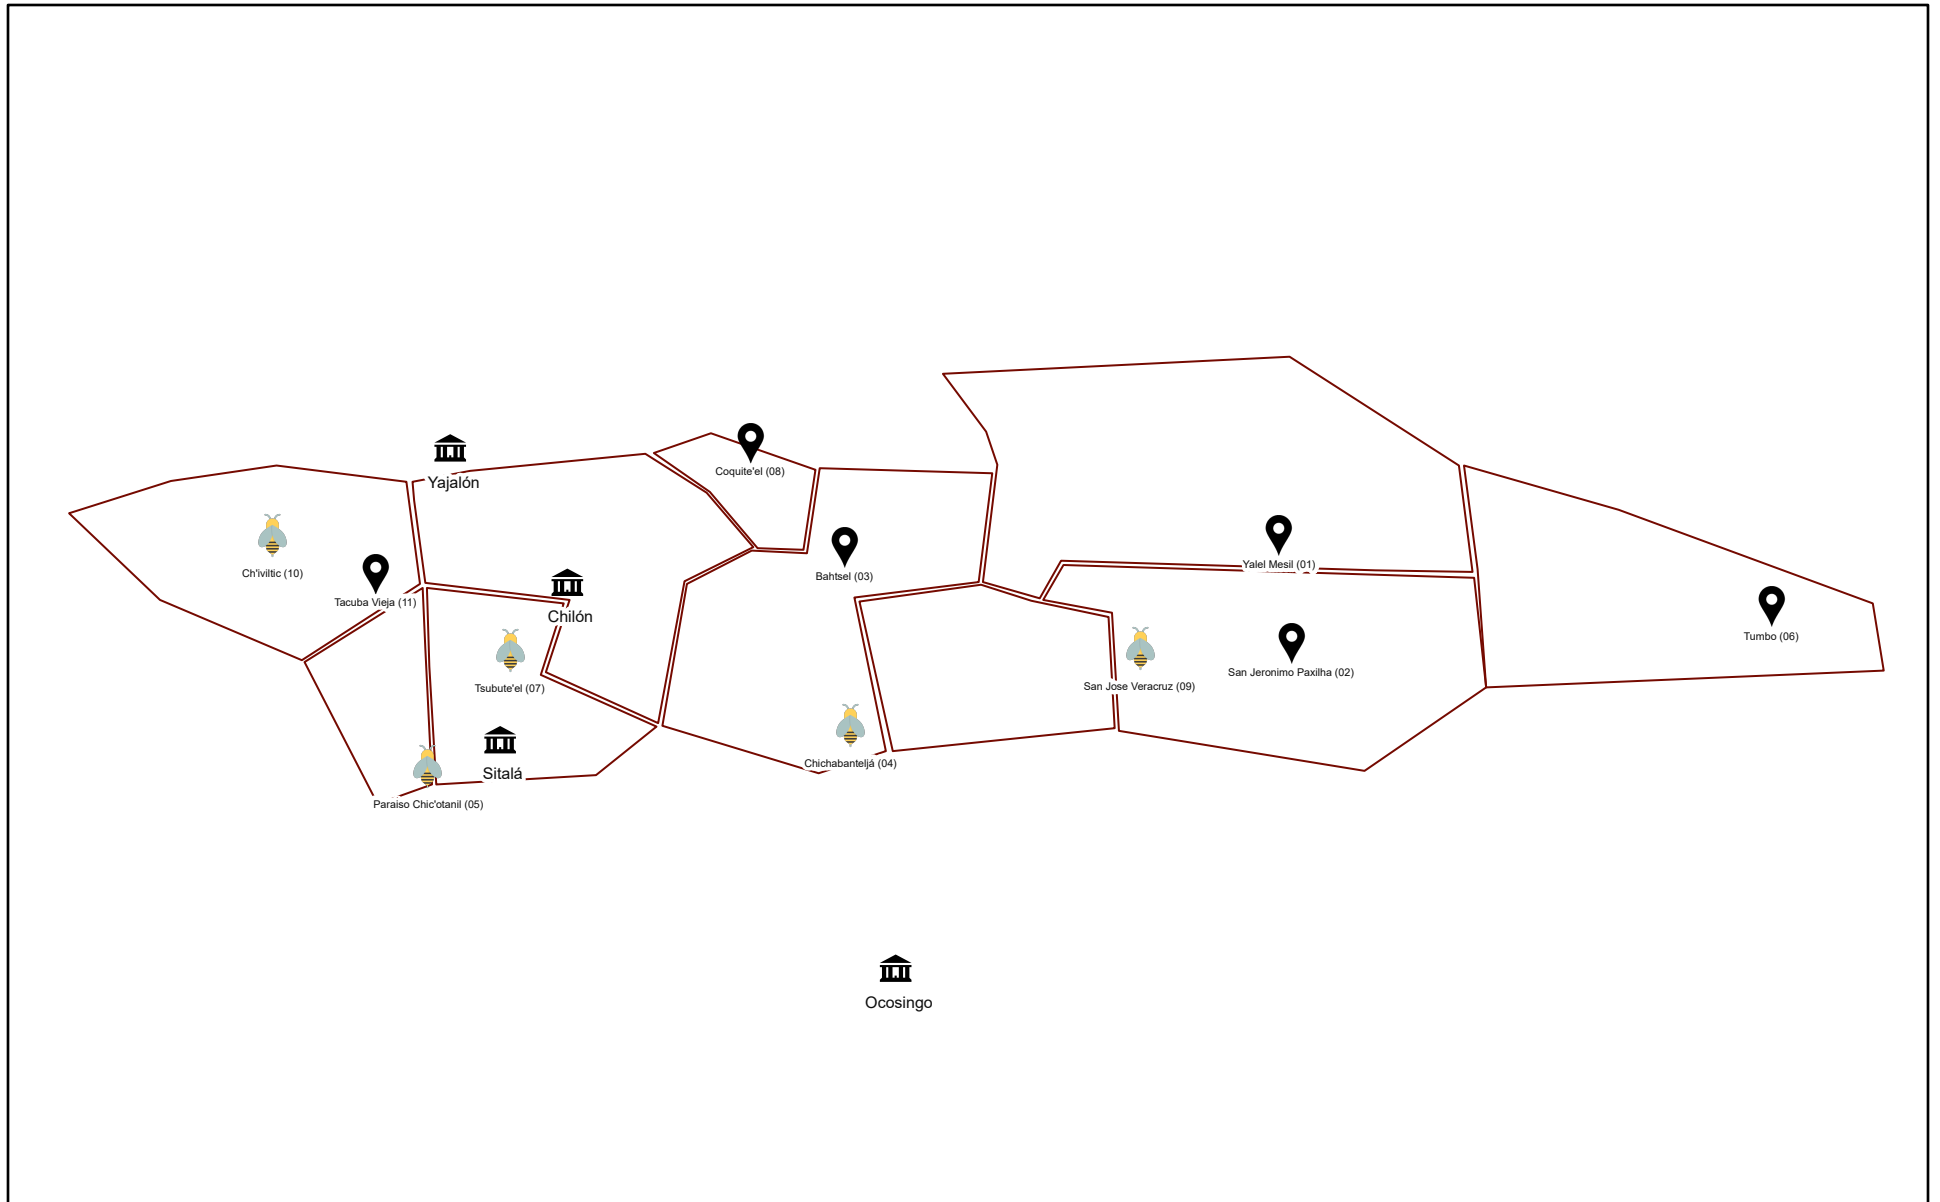 Coquite'el (08)
Yajalón
Yalel Mesil (01)
Ch'iviltic (10)
Bahtsel (03)
Tacuba Vieja (11)
Chilón
Tumbo (06)
San Jeronimo Paxilha (02)
San Jose Veracruz (09)
Tsubute'el (07)
Chichabanteljá (04)
Sitalá
Paraiso Chic'otanil (05)
Ocosingo